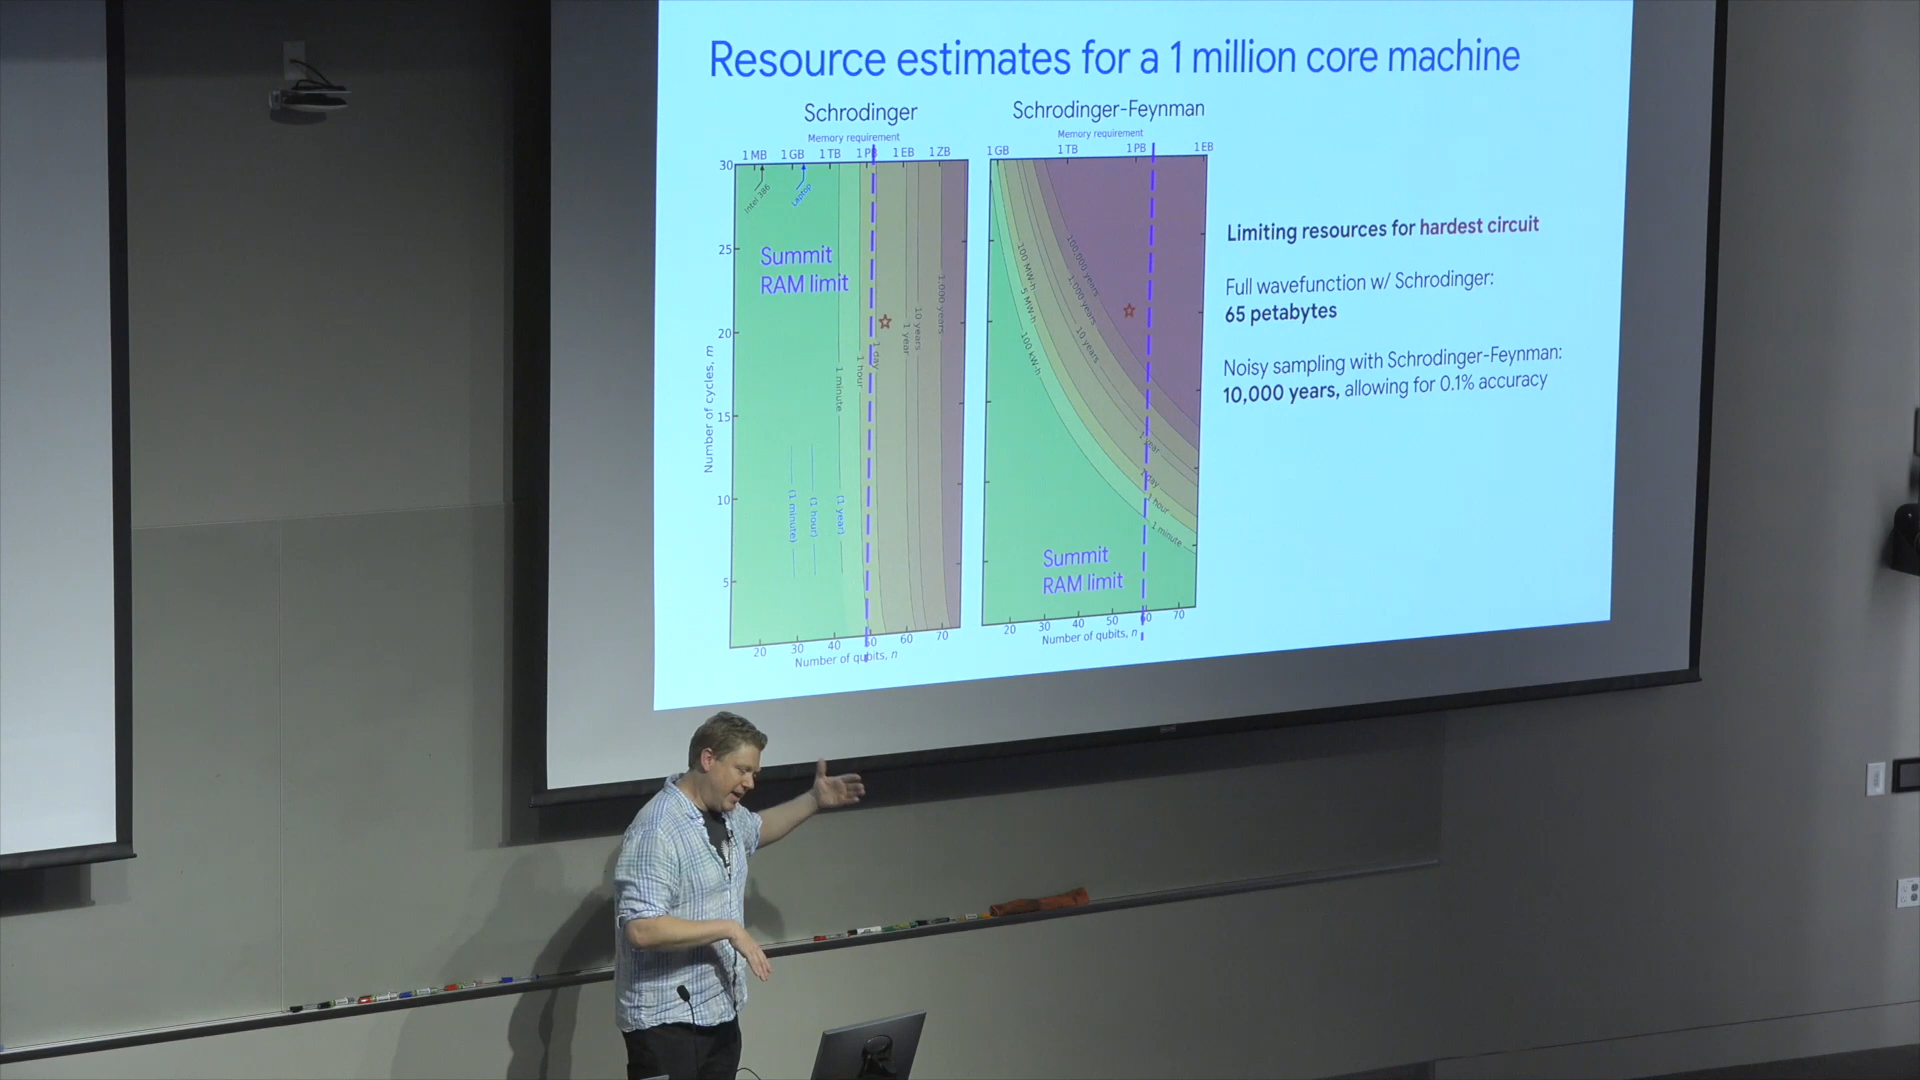 Resource estimates for a 1 million core machine
Schrodinger
Memory requirement
1 MB 1 GB 1 TB 1 PB 1 EB 1 ZB
30
25
20
15
10
5
Number of cycles, m
Intel 386
Laptop
Summit
RAM limit
1 minute
1 hour
1 day
1 year
10 years
1,000 years
(1 minute)
(1 hour)
(1 year)
20 30 40 50 60 70
Number of qubits, n
Schrodinger-Feynman
Memory requirement
1 GB 1 TB 1 PB 1 EB
100 MW-h
5 MW-h
100 kW-h
100,000 years
1,000 years
10 years
1 year
1 day
1 hour
1 minute
Summit
RAM limit
20 30 40 50 60 70
Number of qubits, n
Limiting resources for hardest circuit
Full wavefunction w/ Schrodinger:
65 petabytes
Noisy sampling with Schrodinger-Feynman:
10,000 years, allowing for 0.1% accuracy